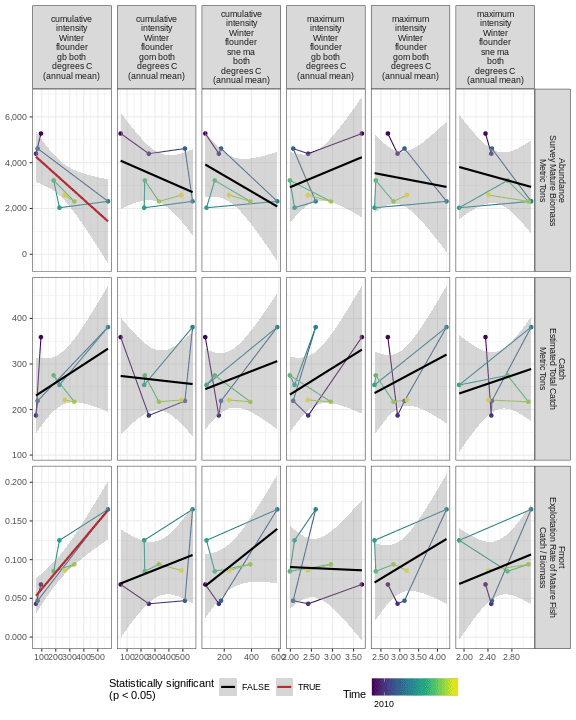 cumulative
intensity
Winter
flounder
gb both
degrees C
(annual mean)
cumulative
intensity
Winter
flounder
gom both
degrees C
(annual mean)
cumulative
intensity
Winter
flounder
sne ma
both
degrees C
(annual mean)
maximum
intensity
Winter
flounder
gb both
degrees C
(annual mean)
maximum
intensity
Winter
flounder
gom both
degrees C
(annual mean)
maximum
intensity
Winter
flounder
sne ma
both
degrees C
(annual mean)
6,000
4,000
2,000
0
Abundance
Survey Mature Biomass
Metric Tons
400
300
200
100
Catch
Estimated Total Catch
Metric Tons
0.200
0.150
0.100
0.050
0.000
Fmort
Exploitation Rate of Mature Fish
Catch / Biomass
100 200 300 400 500
100 200 300 400 500
200 400 600
2.00 2.50 3.00 3.50
2.50 3.00 3.50 4.00
2.00 2.40 2.80
Statistically significant
(p < 0.05)
FALSE
TRUE
Time
2010